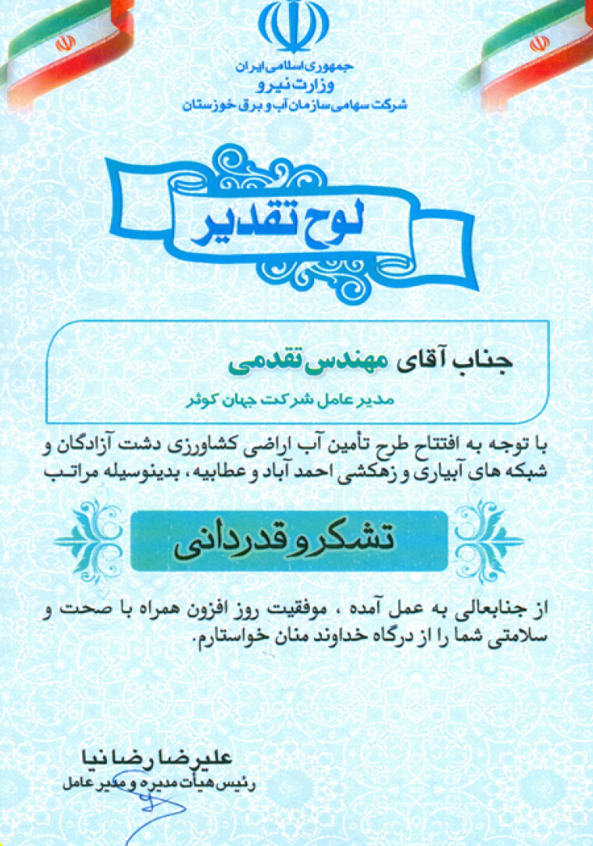 جمهوری اسلامی ایران
وزارت نیرو
شرکت سهامی سازمان آب و برق خوزستان
لوح تقدیر
جناب آقای مهندس تقدمی
مدیر عامل شرکت جهان کوثر
با توجه به افتتاح طرح تأمین آب اراضی کشاورزی دشت آزادگان و
شبکه های آبیاری و زهکشی احمد آباد و عطابیه ، بدینوسیله مراتب
تشکر و قدردانی
از جنابعالی به عمل آمده ، موفقیت روز افزون همراه با صحت و
سلامتی شما را از درگاه خداوند منان خواستارم.
علیرضا رضانیا
رئیس هیأت مدیره و مدیر عامل